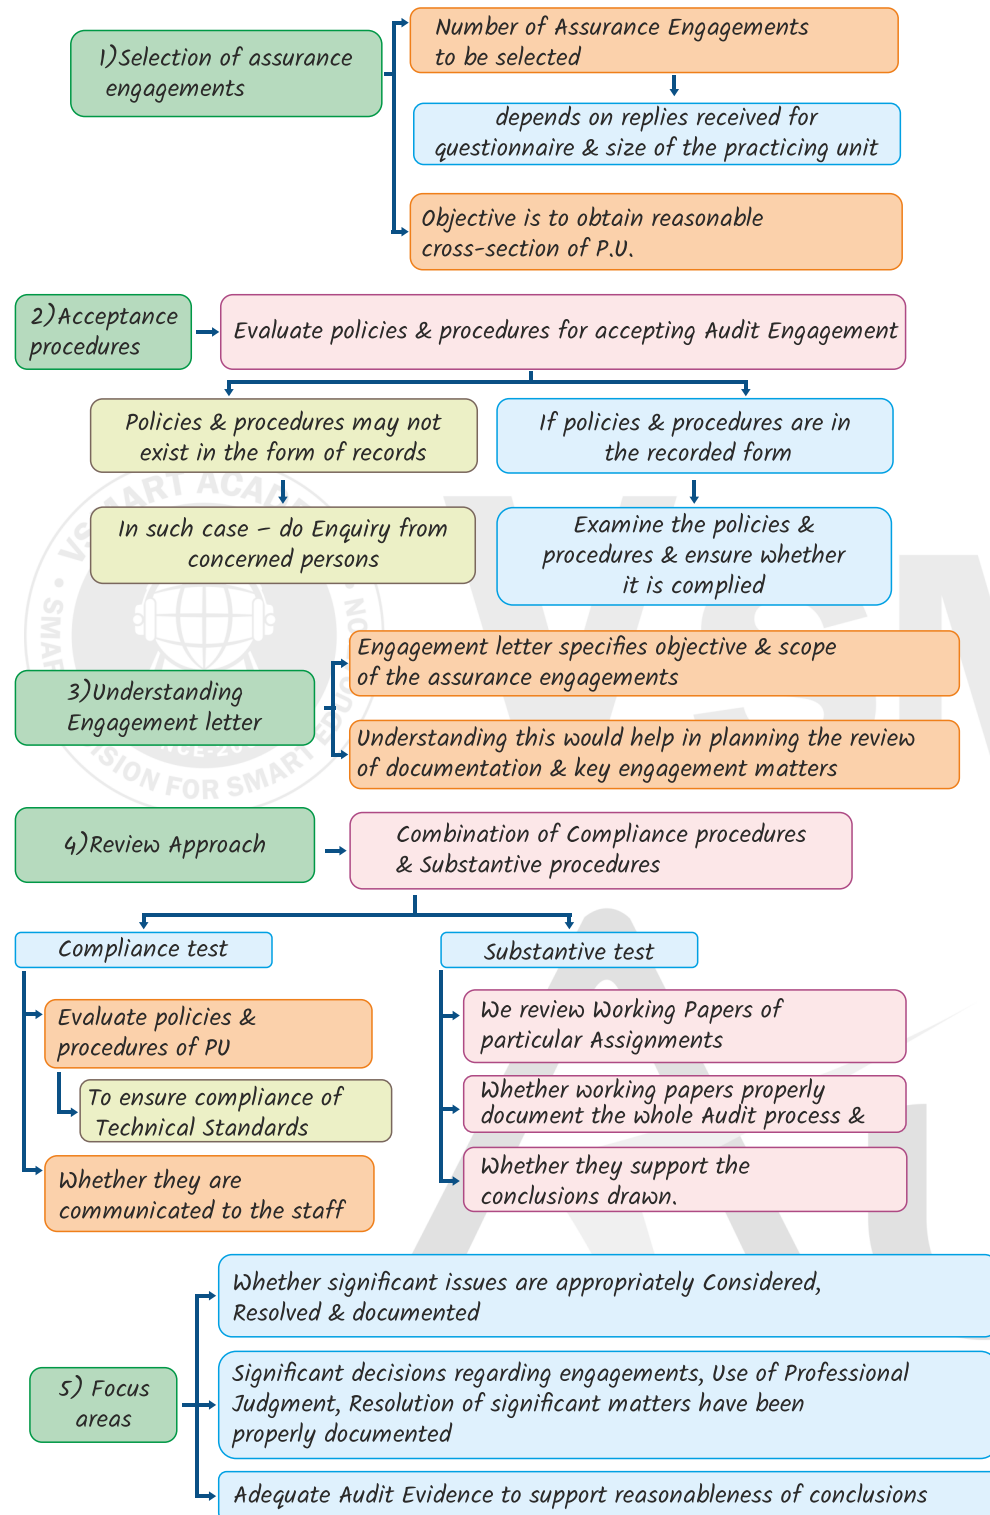 1)Selection of assurance
engagements
Number of Assurance Engagements
to be selected
depends on replies received for
questionnaire & size of the practicing unit
Objective is to obtain reasonable
cross-section of P.U.
2)Acceptance
procedures
Evaluate policies & procedures for accepting Audit Engagement
Policies & procedures may not
exist in the form of records
If policies & procedures are in
the recorded form
In such case – do Enquiry from
concerned persons
Examine the policies &
procedures & ensure whether
it is complied
3)Understanding
Engagement letter
Engagement letter specifies objective & scope
of the assurance engagements
Understanding this would help in planning the review
of documentation & key engagement matters
4)Review Approach
Combination of Compliance procedures
& Substantive procedures
Compliance test
Evaluate policies &
procedures of PU
To ensure compliance of
Technical Standards
Whether they are
communicated to the staff
Substantive test
We review Working Papers of
particular Assignments
Whether working papers properly
document the whole Audit process &
Whether they support the
conclusions drawn.
5) Focus
areas
Whether significant issues are appropriately Considered,
Resolved & documented
Significant decisions regarding engagements, Use of Professional
Judgment, Resolution of significant matters have been
properly documented
Adequate Audit Evidence to support reasonableness of conclusions